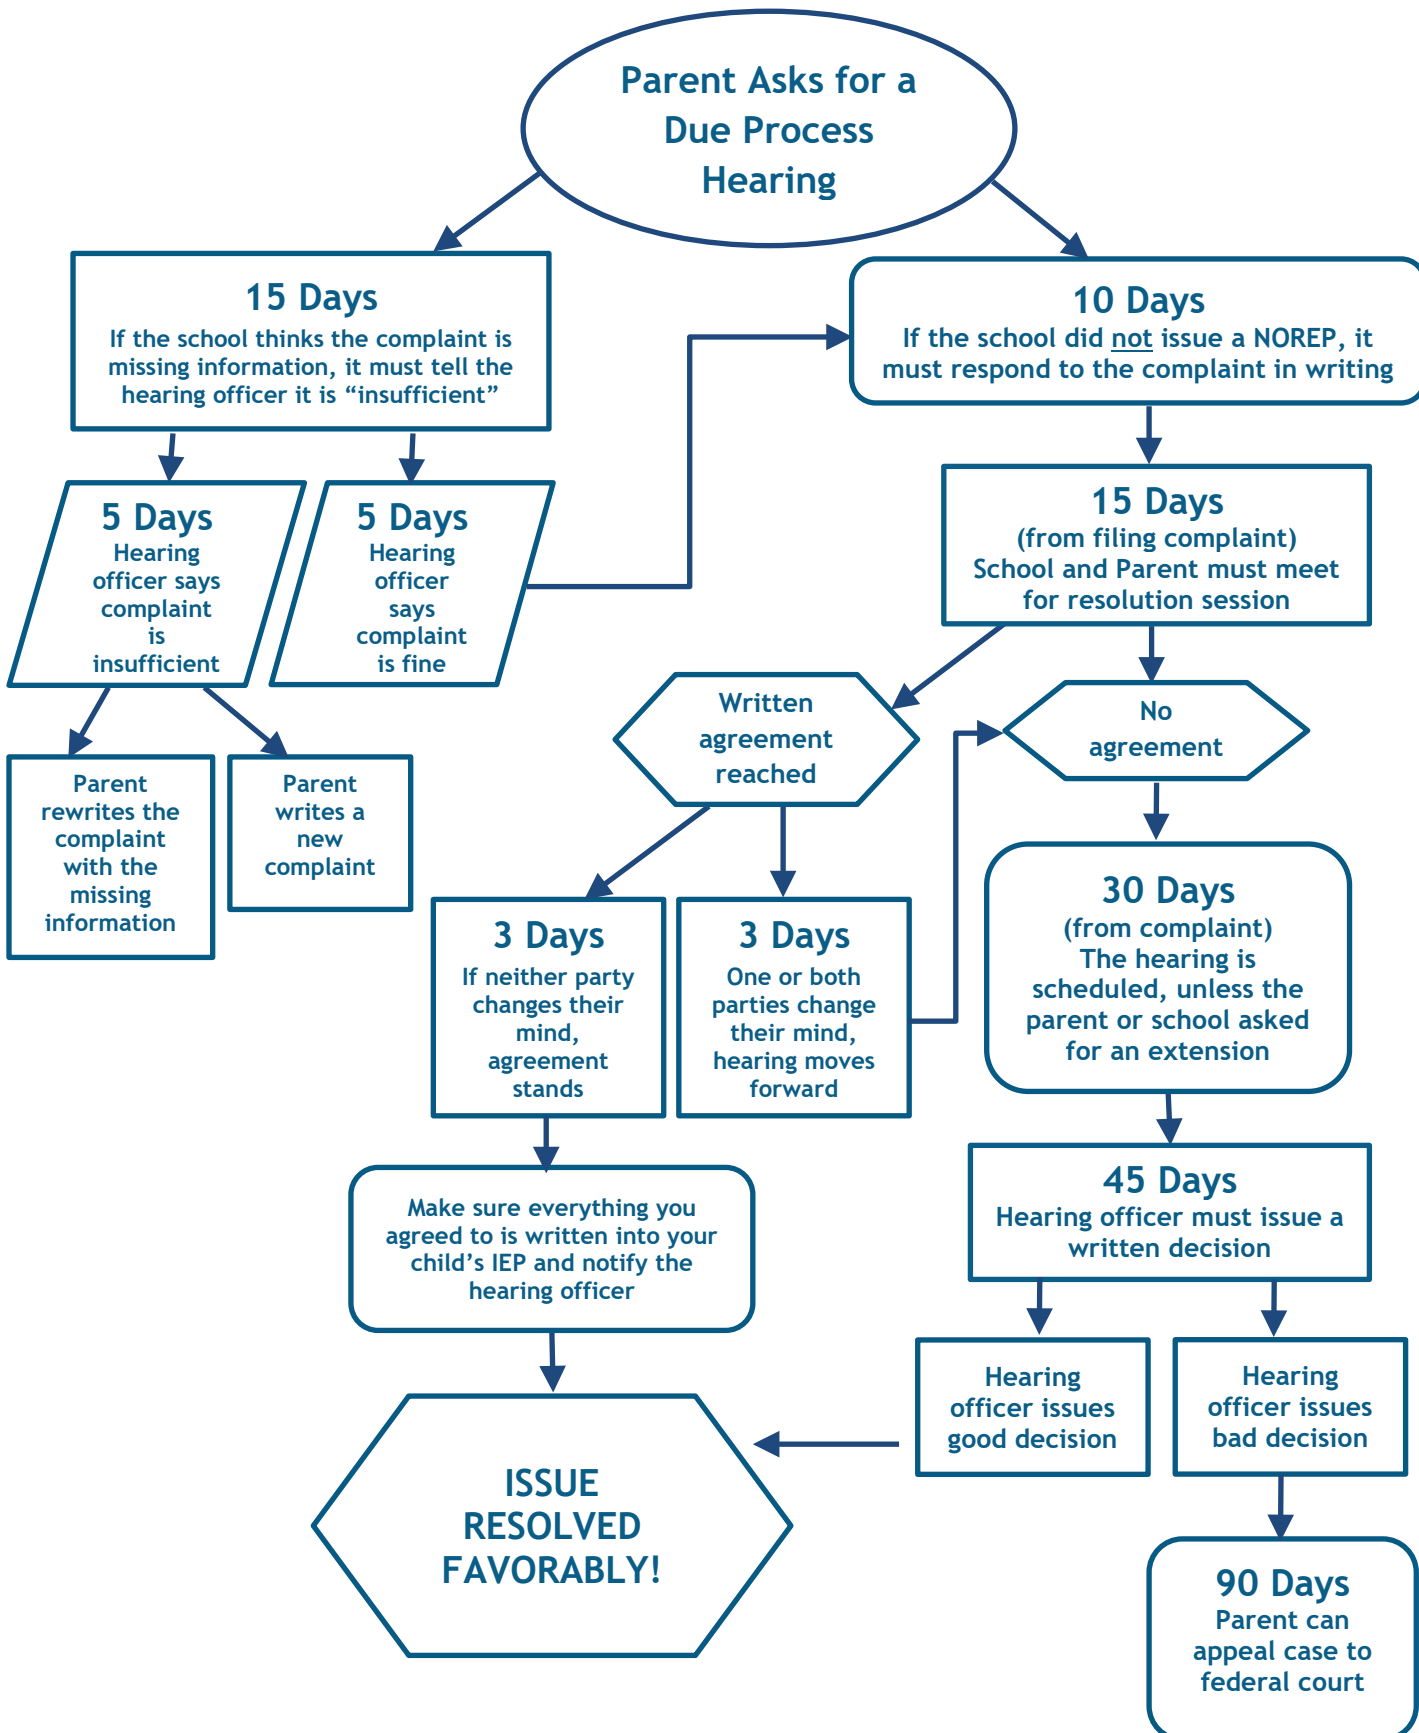 Parent Asks for a
Due Process
Hearing
15 Days
If the school thinks the complaint is
missing information, it must tell the
hearing officer it is “insufficient”
10 Days
If the school did not issue a NOREP, it
must respond to the complaint in writing
5 Days
Hearing
officer says
complaint
is
insufficient
5 Days
Hearing
officer
says
complaint
is fine
15 Days
(from filing complaint)
School and Parent must meet
for resolution session
Written
agreement
reached
No
agreement
Parent
rewrites the
complaint
with the
missing
information
Parent
writes a
new
complaint
3 Days
If neither party
changes their
mind,
agreement
stands
3 Days
One or both
parties change
their mind,
hearing moves
forward
30 Days
(from complaint)
The hearing is
scheduled, unless the
parent or school asked
for an extension
Make sure everything you
agreed to is written into your
child’s IEP and notify the
hearing officer
45 Days
Hearing officer must issue a
written decision
Hearing
officer issues
good decision
Hearing
officer issues
bad decision
ISSUE
RESOLVED
FAVORABLY!
90 Days
Parent can
appeal case to
federal court